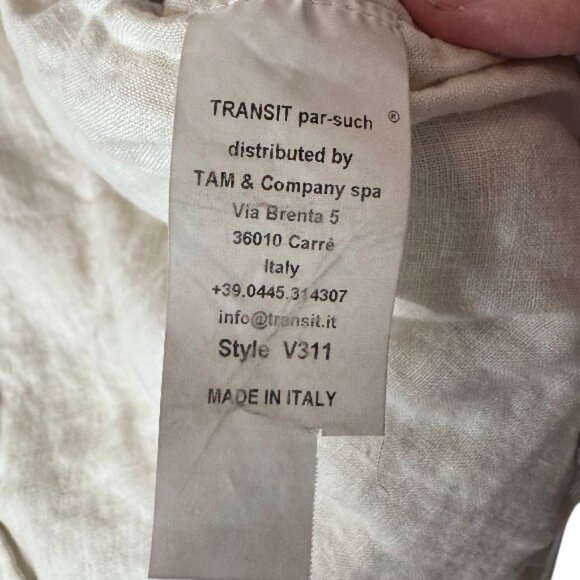 TRANSIT par-such ®
distributed by
TAM & Company spa
Via Brenta 5
36010 Carrè
Italy
+39.0445.314307
info@transit.it
Style V311
MADE IN ITALY